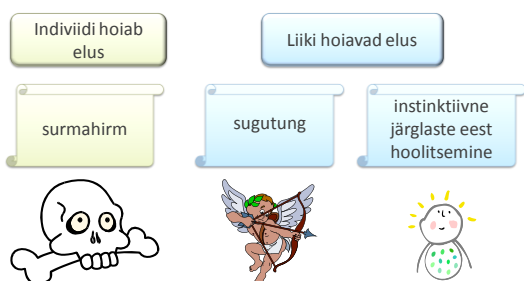 Indiviidi hoiab
elus
Liiki hoiavad elus
surmahirm
sugutung
instinktiivne
järglaste eest
hoolitsemine